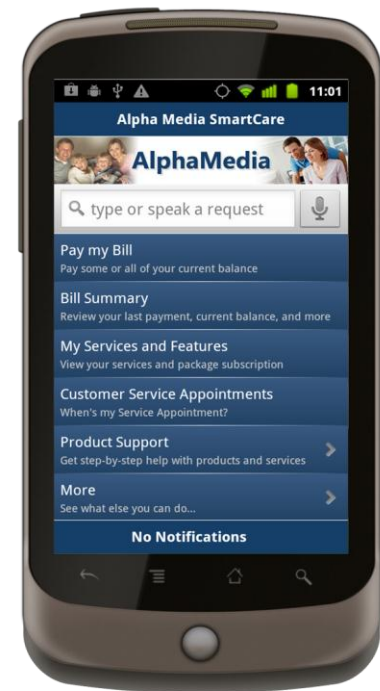 11:01
Alpha Media SmartCare
AlphaMedia
type or speak a request
Pay my Bill
Pay some or all of your current balance
Bill Summary
Review your last payment, current balance, and more
My Services and Features
View your services and package subscription
Customer Service Appointments
When's my Service Appointment?
Product Support
Get step-by-step help with products and services
More
See what else you can do...
No Notifications